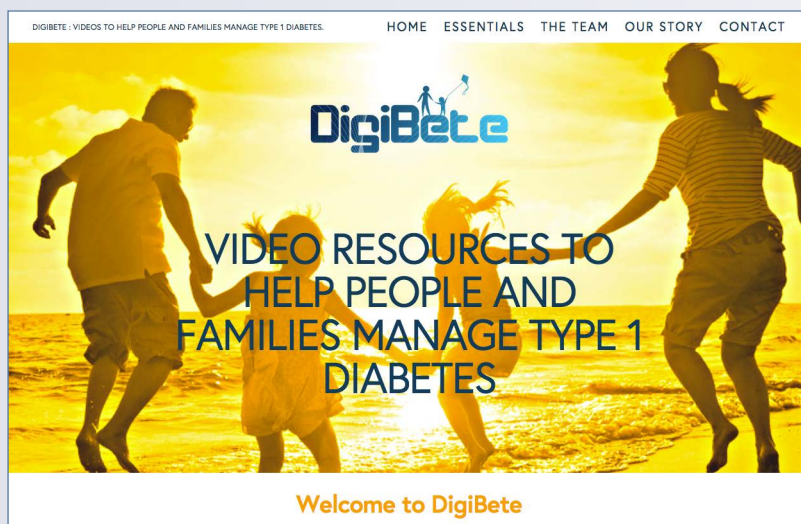 DIGIBETE : VIDEOS TO HELP PEOPLE AND FAMILIES MANAGE TYPE 1 DIABETES.
HOME ESSENTIALS THE TEAM OUR STORY CONTACT
DigiBete
VIDEO RESOURCES TO
HELP PEOPLE AND
FAMILIES MANAGE TYPE 1
DIABETES
Welcome to DigiBete